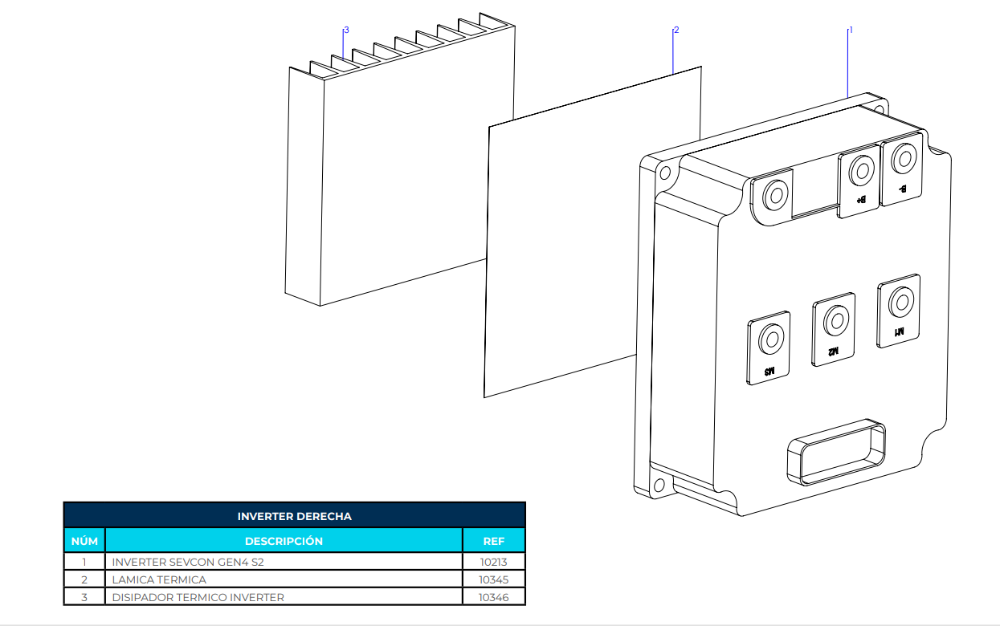 3
2
1
B+
B-
M1
M2
M3
INVERTER DERECHA
NÚM DESCRIPCIÓN REF
1 INVERTER SEVCON GEN4 S2 10213
2 LAMICA TERMICA 10345
3 DISIPADOR TERMICO INVERTER 10346